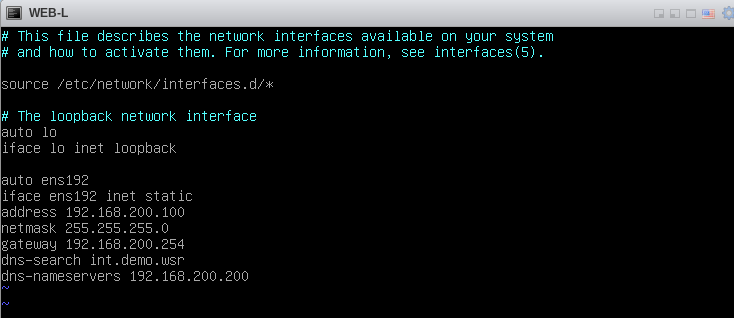 WEB-L
# This file describes the network interfaces available on your system
# and how to activate them. For more information, see interfaces(5).
source /etc/network/interfaces.d/*
# The loopback network interface
auto lo
iface lo inet loopback
auto ens192
iface ens192 inet static
address 192.168.200.100
netmask 255.255.255.0
gateway 192.168.200.254
dns-search int.demo.wsr
dns-nameservers 192.168.200.200
~
~